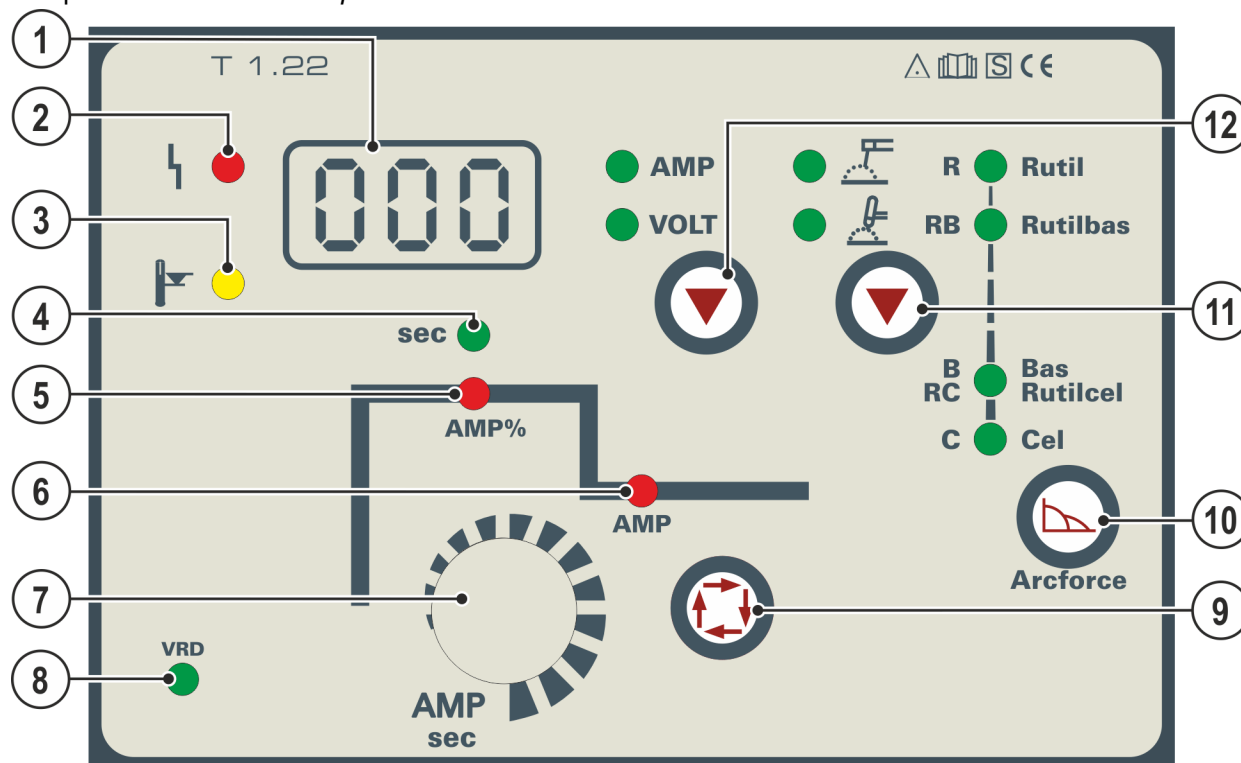 1
T 1.22
S CE
2
12
000
AMP
R Rutil
3
VOLT
RB Rutilbas
4
sec
11
5
B Bas
RC Rutilcel
AMP%
C Cel
6
AMP
10
Arcforce
7
9
VRD
8
AMP
sec